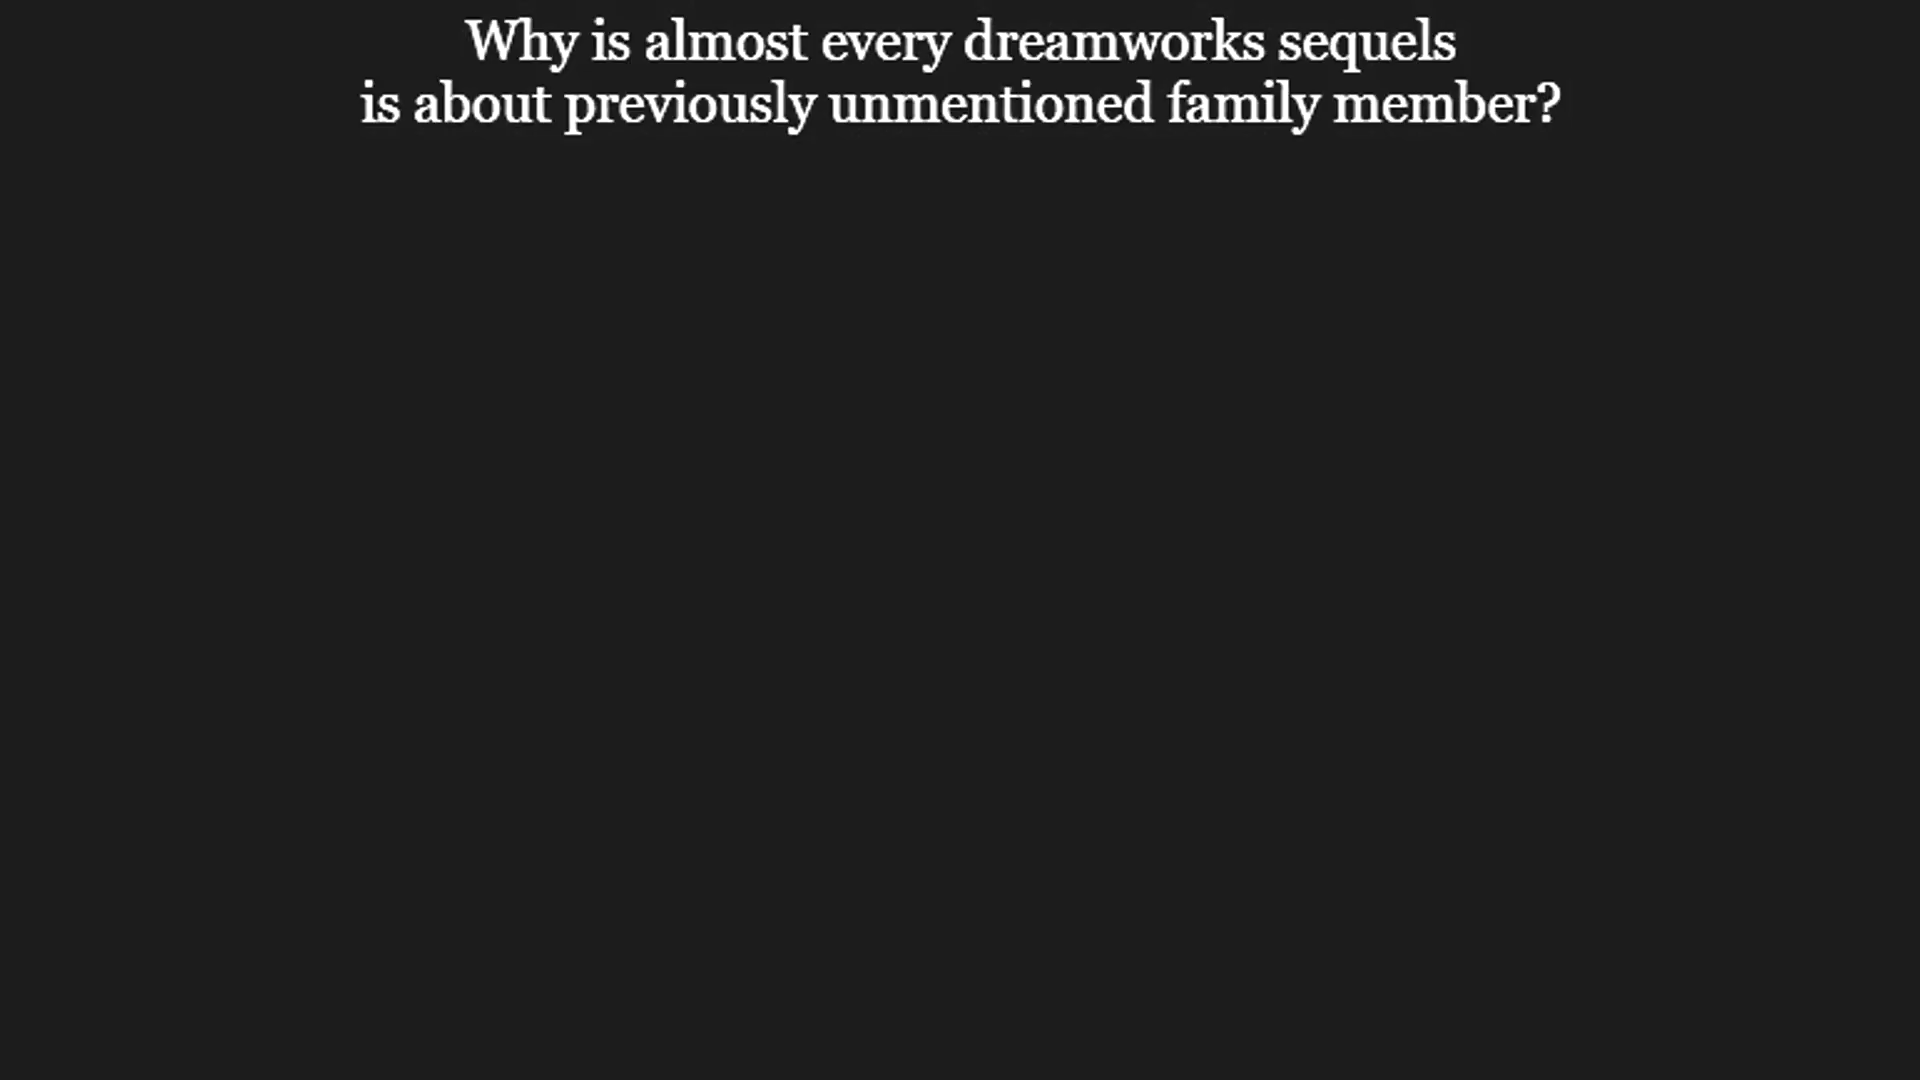 Why is almost every dreamworks sequels
is about previously unmentioned family member?